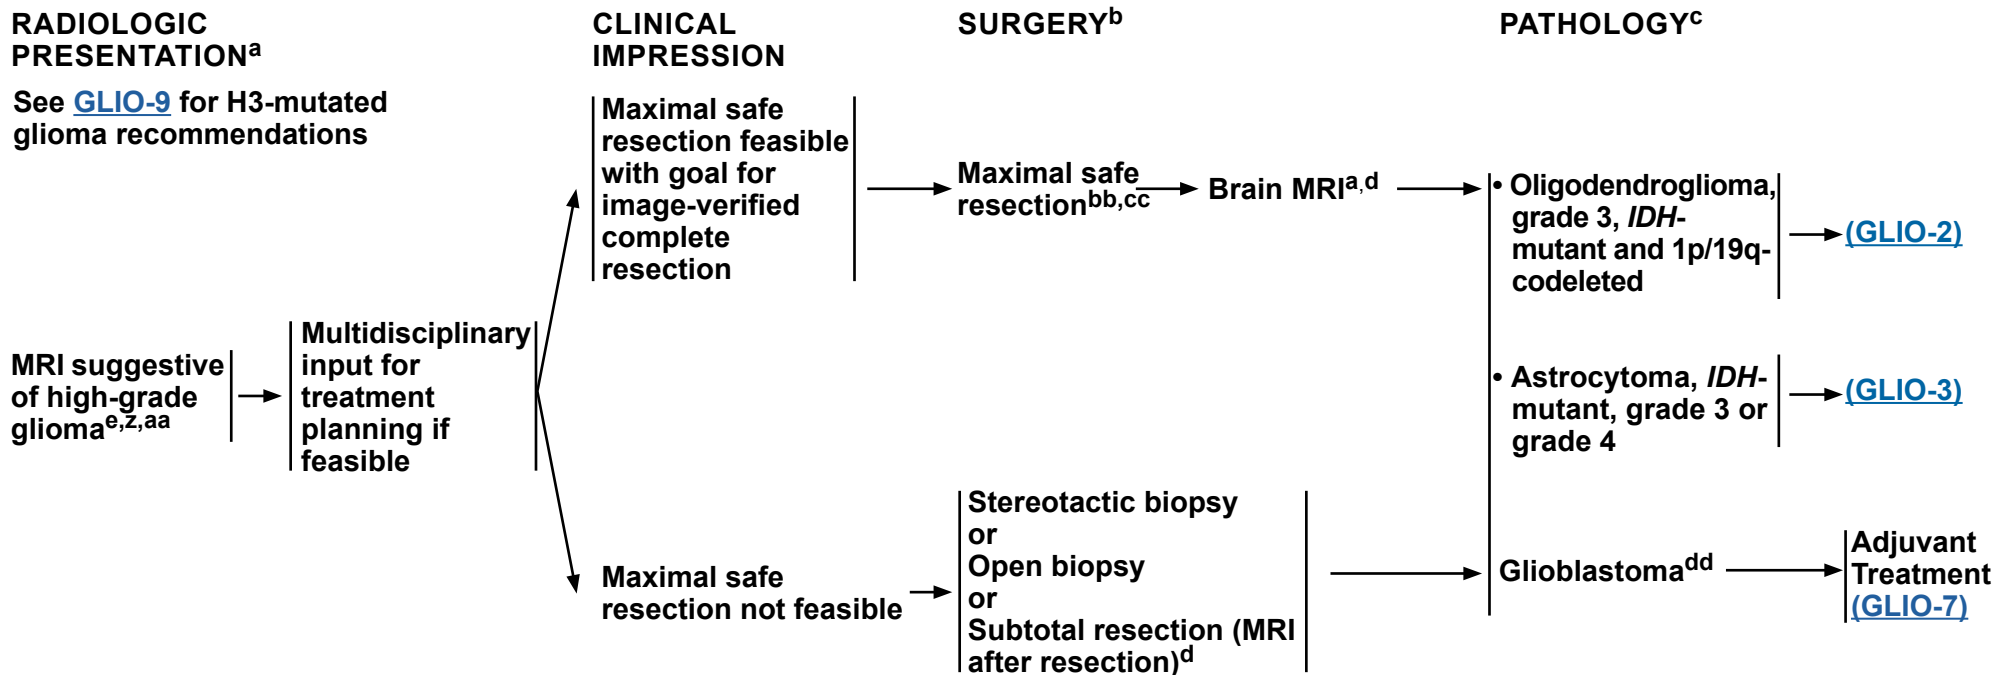 RADIOLOGIC
PRESENTATIONa
See GLIO-9 for H3-mutated
glioma recommendations
MRI suggestive
of high-grade
gliomae,z,aa
Multidisciplinary
input for
treatment
planning if
feasible
CLINICAL
IMPRESSION
Maximal safe
resection feasible
with goal for
image-verified
complete
resection
Maximal safe
resection not feasible
SURGERYb
Maximal safe
resectionbb,cc
Brain MRIa,d
Stereotactic biopsy
or
Open biopsy
or
Subtotal resection (MRI
after resection)d
PATHOLOGYc
• Oligodendroglioma,
grade 3, IDH-
mutant and 1p/19q-
codeleted
(GLIO-2)
• Astrocytoma, IDH-
mutant, grade 3 or
grade 4
(GLIO-3)
Glioblastomadd
Adjuvant
Treatment
(GLIO-7)